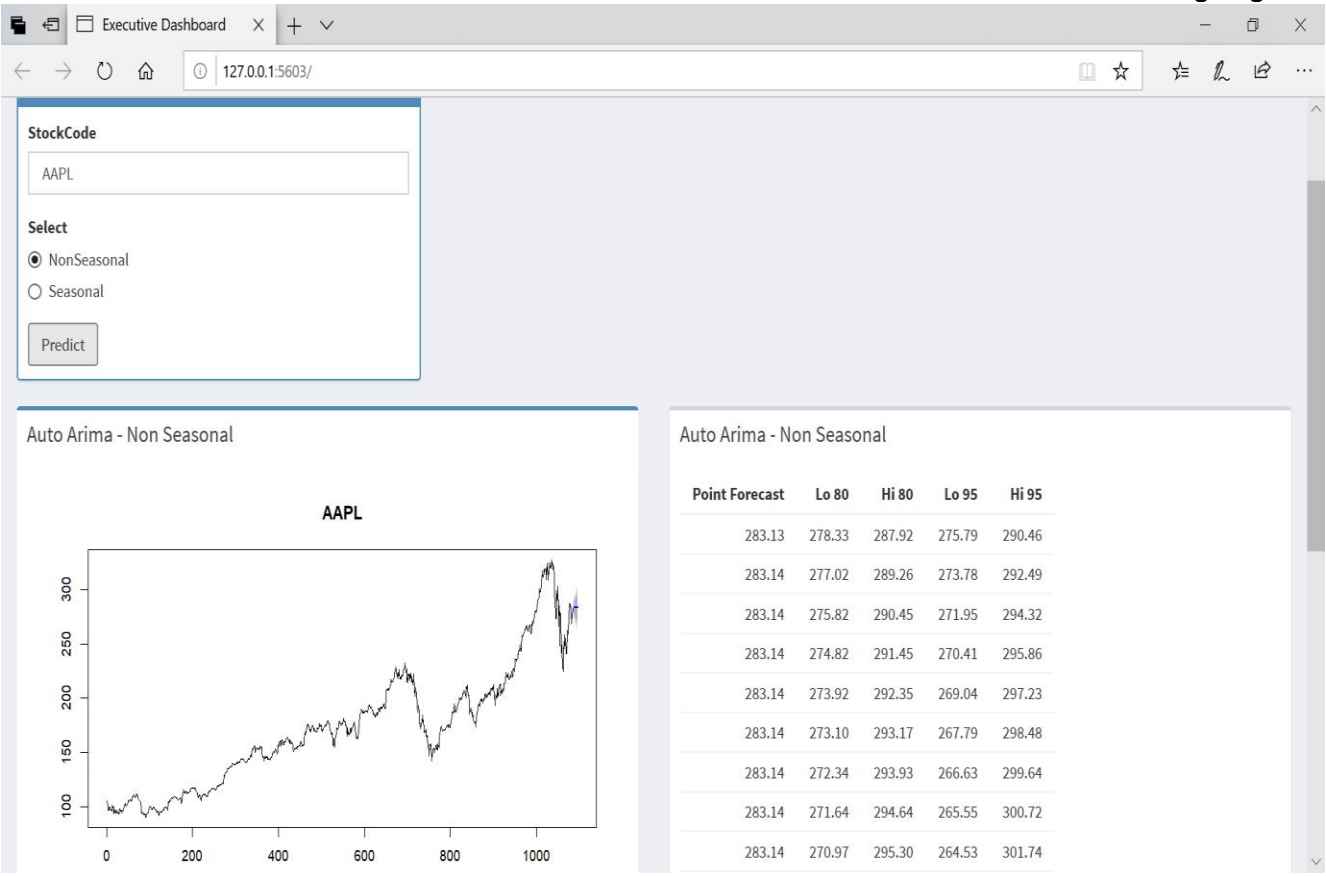 Executive Dashboard
127.0.0.1:5603/
StockCode
AAPL
Select
NonSeasonal
Seasonal
Predict
Auto Arima - Non Seasonal
AAPL
300
250
200
150
100
0 200 400 600 800 1000
Auto Arima - Non Seasonal
Point Forecast Lo 80 Hi 80 Lo 95 Hi 95
283.13 278.33 287.92 275.79 290.46
283.14 277.02 289.26 273.78 292.49
283.14 275.82 290.45 271.95 294.32
283.14 274.82 291.45 270.41 295.86
283.14 273.92 292.35 269.04 297.23
283.14 273.10 293.17 267.79 298.48
283.14 272.34 293.93 266.63 299.64
283.14 271.64 294.64 265.55 300.72
283.14 270.97 295.30 264.53 301.74